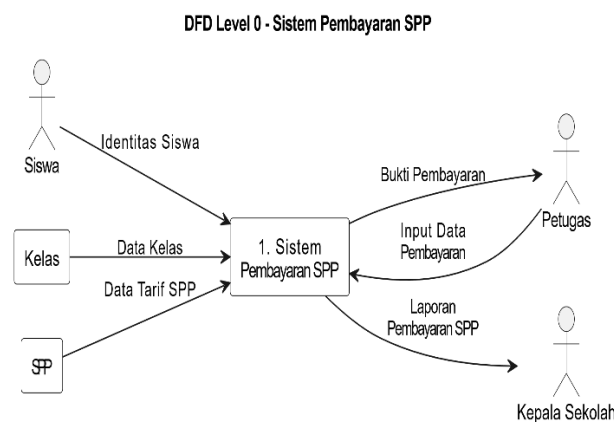 DFD Level 0 - Sistem Pembayaran SPP
Siswa
Identitas Siswa
Kelas
Data Kelas
Data Tarif SPP
SPP
1. Sistem
Pembayaran SPP
Bukti Pembayaran
Petugas
Input Data
Pembayaran
Laporan
Pembayaran SPP
Kepala Sekolah